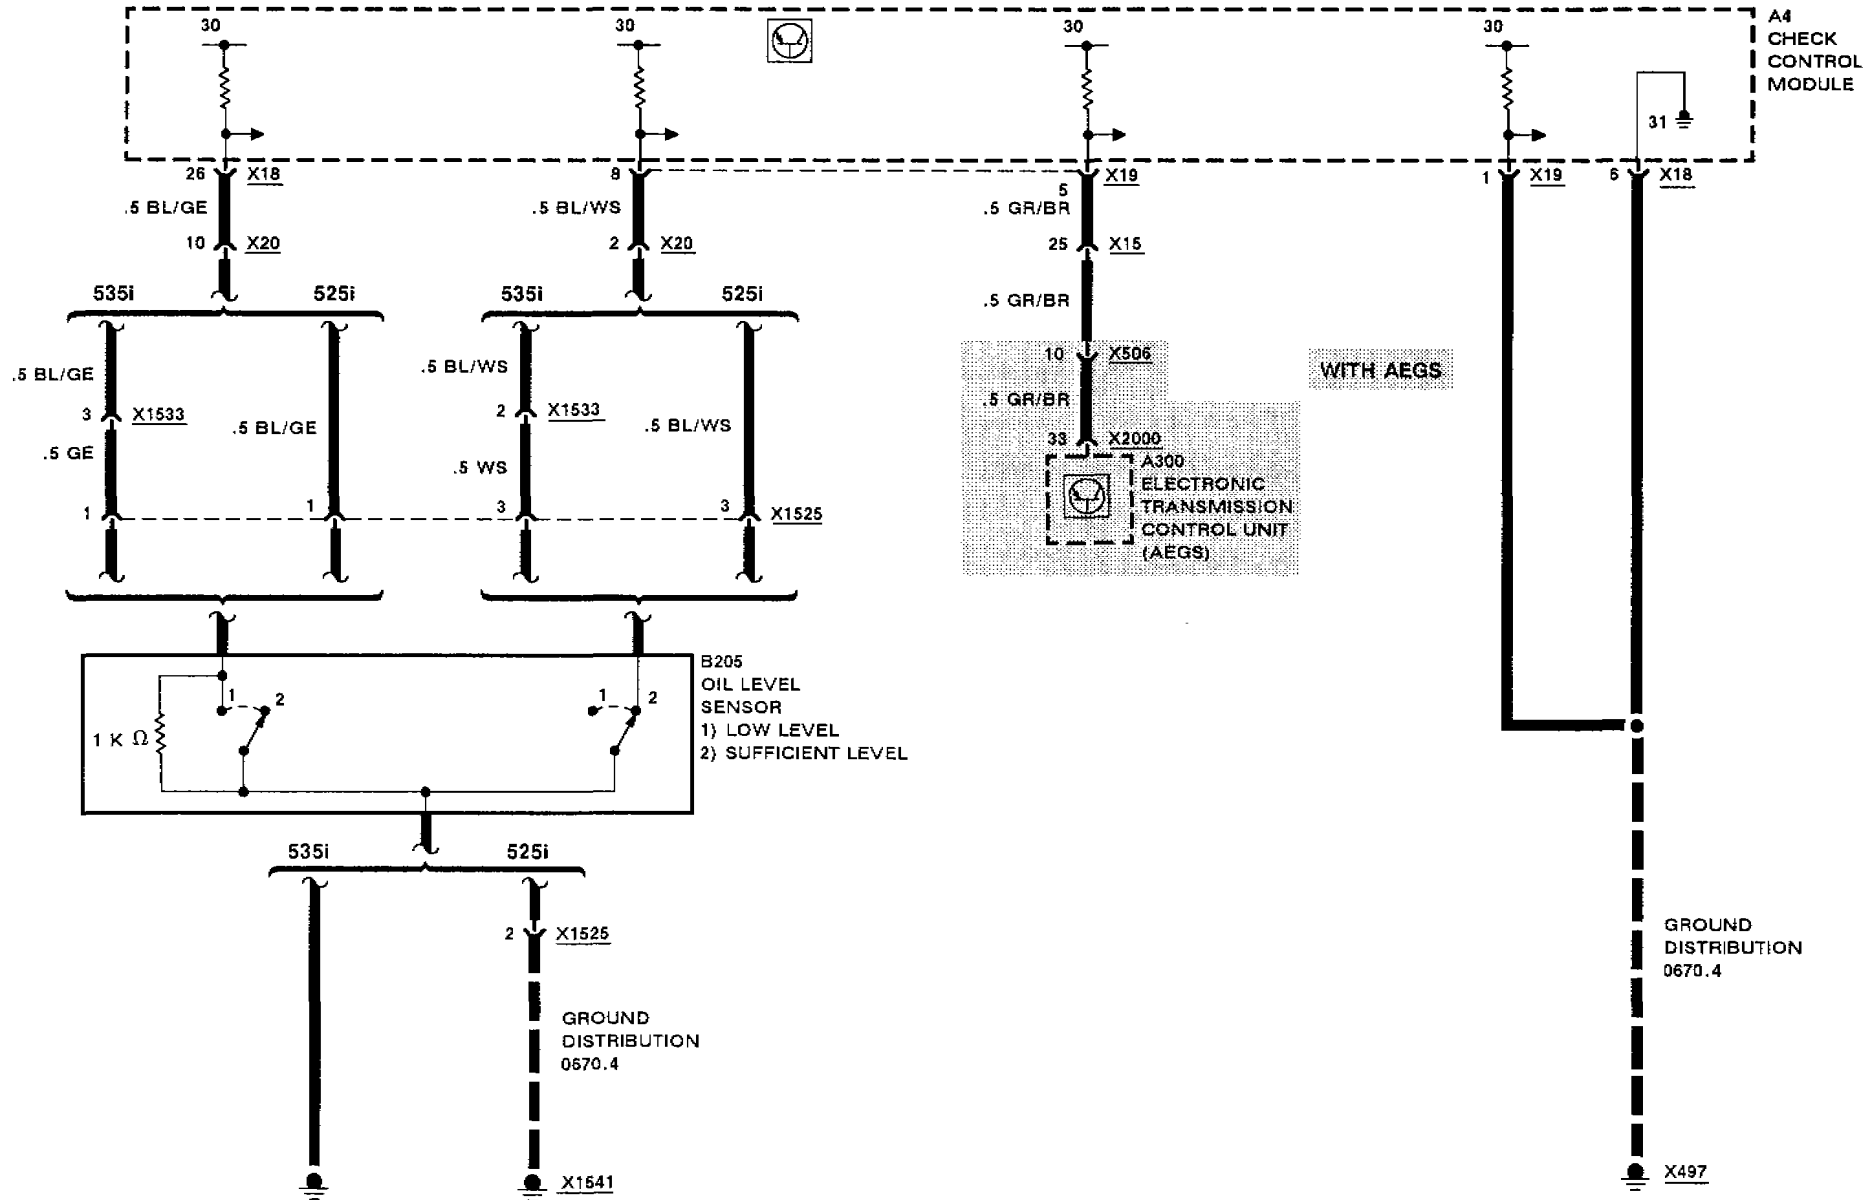 30
30
30
30
A4
CHECK
CONTROL
MODULE
31
26 X18
8
5 X19
1 X19
6 X18
.5 BL/GE
.5 BL/WS
.5 GR/BR
10 X20
2 X20
25 X15
535i
525i
535i
525i
.5 GR/BR
.5 BL/GE
.5 BL/WS
10 X506
WITH AEGS
3 X1533
2 X1533
.5 GR/BR
.5 BL/GE
.5 BL/WS
.5 GE
.5 WS
33 X2000
A300
ELECTRONIC
TRANSMISSION
CONTROL UNIT
(AEGS)
1
1
3
3 X1525
B205
OIL LEVEL
SENSOR
1) LOW LEVEL
2) SUFFICIENT LEVEL
1 2
1 2
1 K Ω
535i
525i
2 X1525
GROUND
DISTRIBUTION
0670.4
GROUND
DISTRIBUTION
0670.4
X1541
X497